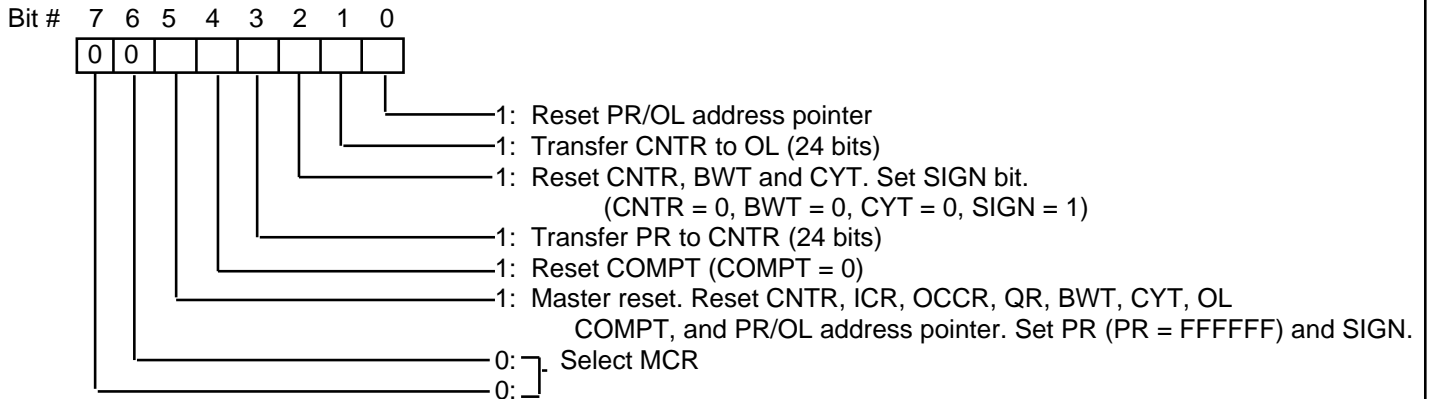 Bit # 7 6 5 4 3 2 1 0
0 0
1: Reset PR/OL address pointer
1: Transfer CNTR to OL (24 bits)
1: Reset CNTR, BWT and CYT. Set SIGN bit.
(CNTR = 0, BWT = 0, CYT = 0, SIGN = 1)
1: Transfer PR to CNTR (24 bits)
1: Reset COMPT (COMPT = 0)
1: Master reset. Reset CNTR, ICR, OCCR, QR, BWT, CYT, OL
COMPT, and PR/OL address pointer. Set PR (PR = FFFFFF) and SIGN.
0: Select MCR
0: